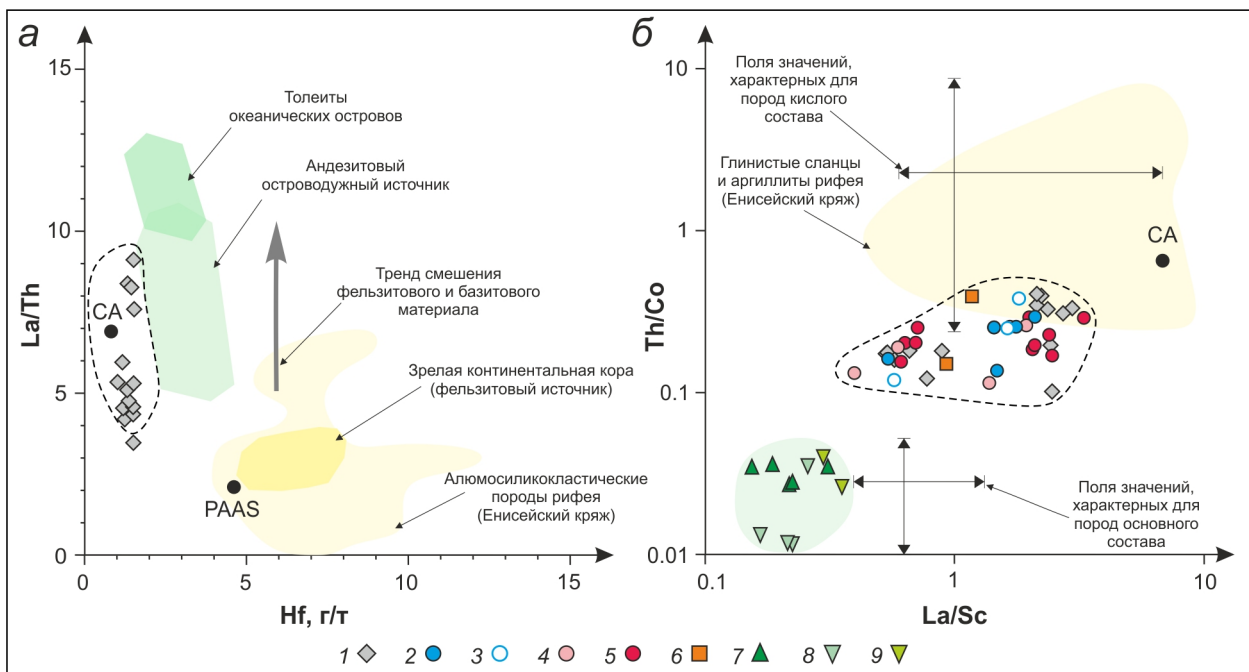 а
15
10
5
0
La/Th
0
5
10
15
Hf, г/т
Толеиты
океанических островов
Андезитовый
островодужный источник
Тренд смешения
фельзитового и базитового
материала
Зрелая континентальная кора
(фельзитовый источник)
Алюмосиликокластические
породы рифея
(Енисейский кряж)
CA
PAAS
б
10
1
0.1
0.01
Th/Co
0.1
1
10
La/Sc
Поля значений,
характерных для
пород кислого
состава
Глинистые сланцы
и аргиллиты рифея
(Енисейский кряж)
CA
Поля значений,
характерных для
пород основного
состава
1 2 3 4 5 6 7 8 9